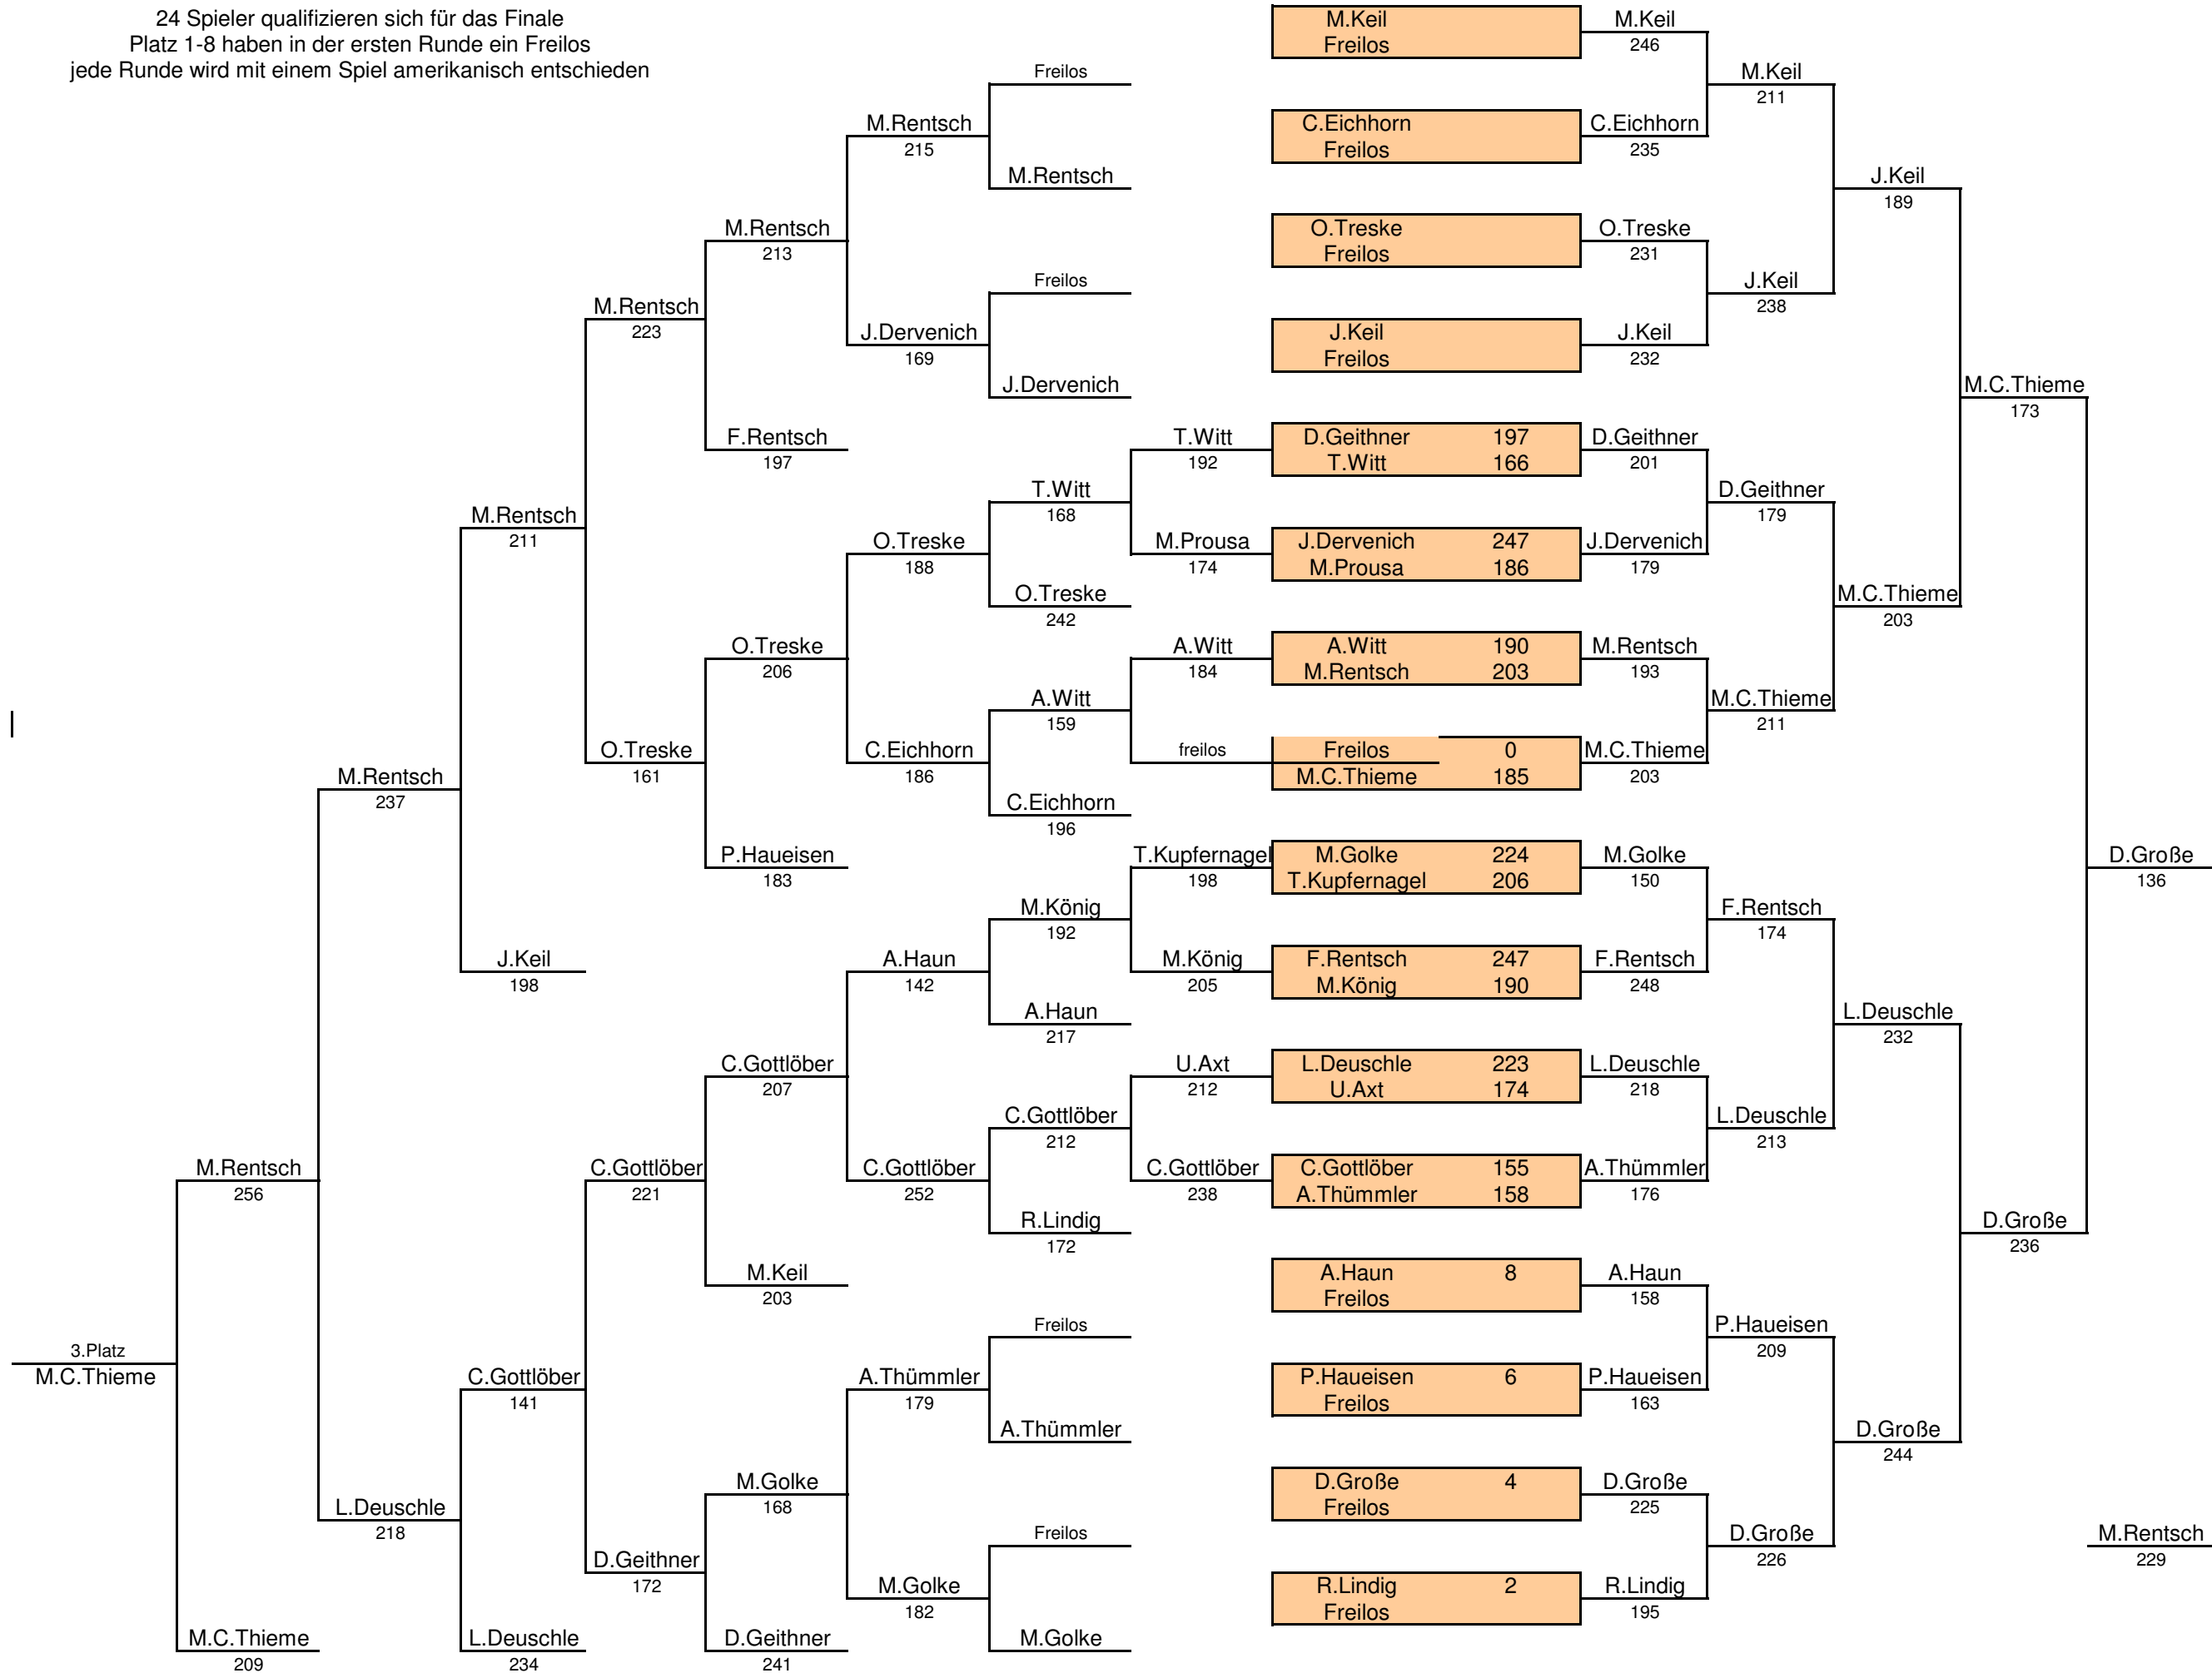 24 Spieler qualifizieren sich für das Finale
Platz 1-8 haben in der ersten Runde ein Freilos
jede Runde wird mit einem Spiel amerikanisch entschieden
3.Platz
M.C.Thieme
M.Rentsch
256
M.C.Thieme
209
M.Rentsch
237
L.Deuschle
218
M.Rentsch
211
J.Keil
198
C.Gottlöber
141
L.Deuschle
234
M.Rentsch
223
O.Treske
161
C.Gottlöber
221
D.Geithner
172
M.Rentsch
213
F.Rentsch
197
O.Treske
206
P.Haueisen
183
C.Gottlöber
207
M.Keil
203
M.Golke
168
D.Geithner
241
M.Rentsch
215
J.Dervenich
169
O.Treske
188
C.Eichhorn
186
A.Haun
142
C.Gottlöber
252
A.Thümmler
179
M.Golke
182
Freilos
M.Rentsch
Freilos
J.Dervenich
T.Witt
168
O.Treske
242
A.Witt
159
C.Eichhorn
196
M.König
192
A.Haun
217
C.Gottlöber
212
R.Lindig
172
Freilos
A.Thümmler
Freilos
M.Golke
T.Witt
192
M.Prousa
174
A.Witt
184
freilos
T.Kupfernagel
198
M.König
205
U.Axt
212
C.Gottlöber
238
M.Keil
Freilos
C.Eichhorn
Freilos
O.Treske
Freilos
J.Keil
Freilos
D.Geithner 197
T.Witt 166
J.Dervenich 247
M.Prousa 186
A.Witt 190
M.Rentsch 203
Freilos 0
M.C.Thieme 185
M.Golke 224
T.Kupfernagel 206
F.Rentsch 247
M.König 190
L.Deuschle 223
U.Axt 174
C.Gottlöber 155
A.Thümmler 158
A.Haun 8
Freilos
P.Haueisen 6
Freilos
D.Große 4
Freilos
R.Lindig 2
Freilos
M.Keil
246
C.Eichhorn
235
O.Treske
231
J.Keil
232
D.Geithner
201
J.Dervenich
179
M.Rentsch
193
M.C.Thieme
203
M.Golke
150
F.Rentsch
248
L.Deuschle
218
A.Thümmler
176
A.Haun
158
P.Haueisen
163
D.Große
225
R.Lindig
195
M.Keil
211
J.Keil
238
D.Geithner
179
M.C.Thieme
211
F.Rentsch
174
L.Deuschle
213
P.Haueisen
209
D.Große
226
J.Keil
189
M.C.Thieme
203
L.Deuschle
232
D.Große
244
M.C.Thieme
173
D.Große
236
D.Große
136
M.Rentsch
229